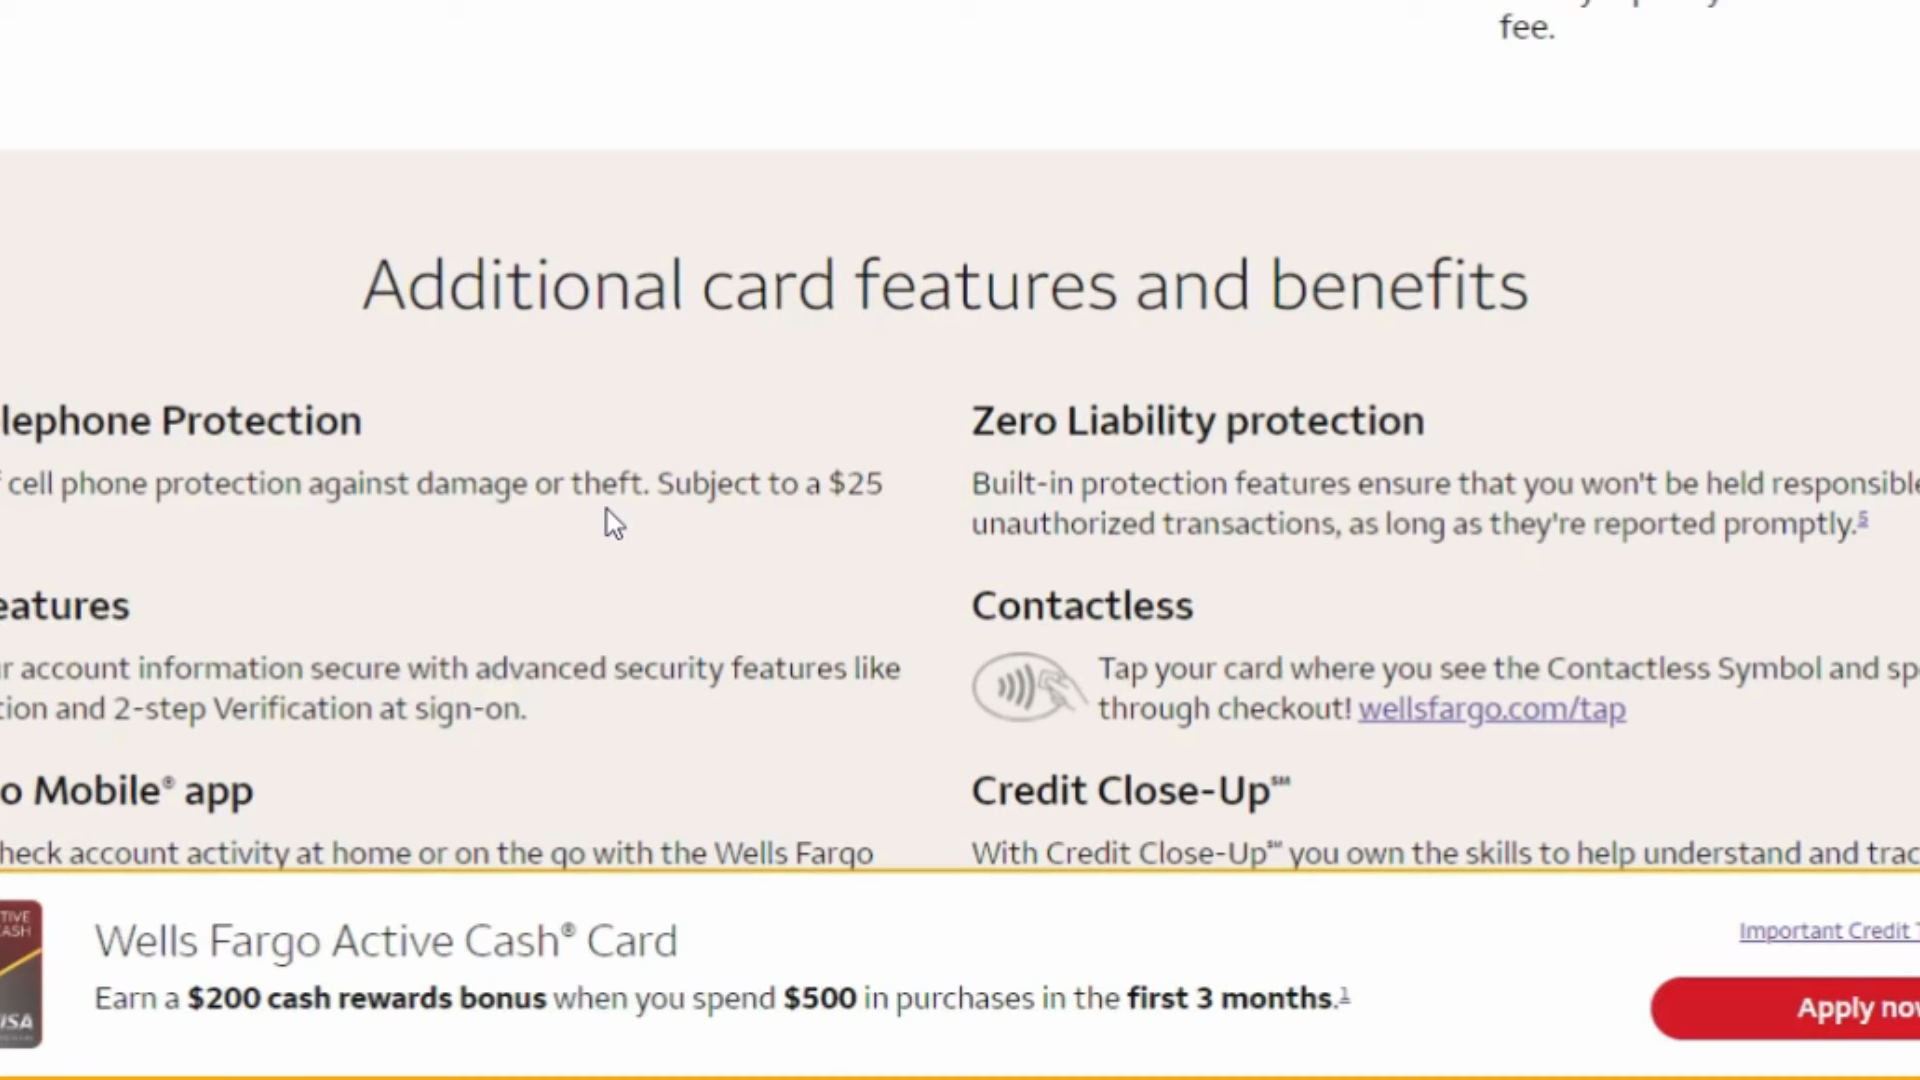 fee.
Additional card features and benefits
lephone Protection
cell phone protection against damage or theft. Subject to a $25
eatures
r account information secure with advanced security features like
tion and 2-step Verification at sign-on.
o Mobile® app
heck account activity at home or on the go with the Wells Fargo
Zero Liability protection
Built-in protection features ensure that you won't be held responsible
unauthorized transactions, as long as they're reported promptly.5
Contactless
Tap your card where you see the Contactless Symbol and sp
through checkout! wellsfargo.com/tap
Credit Close-Up℠
With Credit Close-Up℠ you own the skills to help understand and trac
TIVE
ASH
ISA
Wells Fargo Active Cash® Card
Earn a $200 cash rewards bonus when you spend $500 in purchases in the first 3 months.1
Important Credit
Apply now